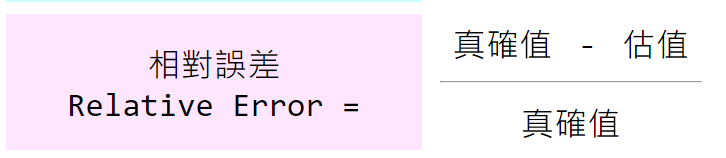 相對誤差
Relative Error =
真確值 - 估值
真確值